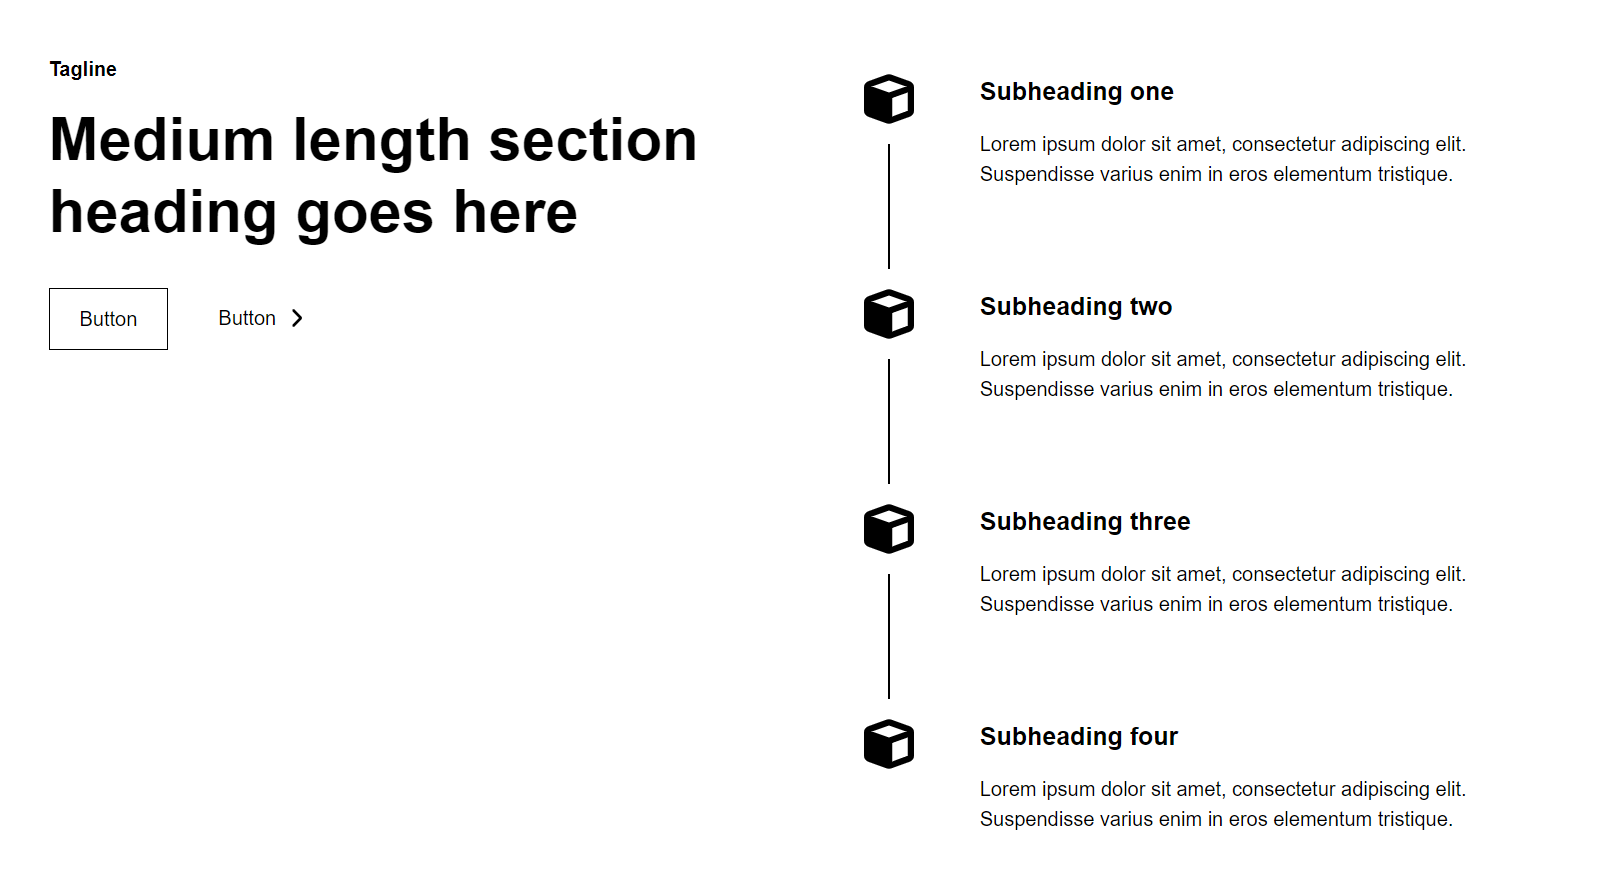 Tagline
Medium length section
heading goes here
Button
Button
Subheading one
Lorem ipsum dolor sit amet, consectetur adipiscing elit.
Suspendisse varius enim in eros elementum tristique.
Subheading two
Lorem ipsum dolor sit amet, consectetur adipiscing elit.
Suspendisse varius enim in eros elementum tristique.
Subheading three
Lorem ipsum dolor sit amet, consectetur adipiscing elit.
Suspendisse varius enim in eros elementum tristique.
Subheading four
Lorem ipsum dolor sit amet, consectetur adipiscing elit.
Suspendisse varius enim in eros elementum tristique.